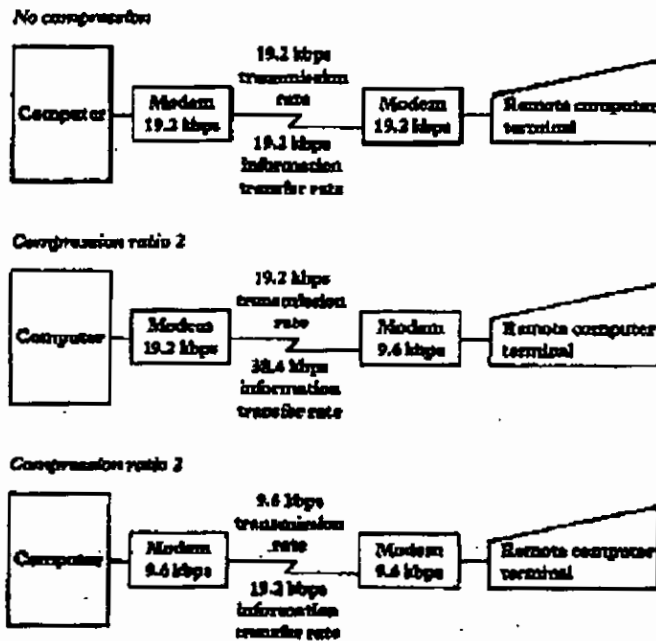 No compression
19.2 kbps
transmission
rate
Computer
Modem
19.2 kbps
Modem
19.2 kbps
Remote computer
terminal
19.2 kbps
information
transfer rate
Compression ratio 2
19.2 kbps
transmission
rate
Computer
Modem
19.2 kbps
Modem
9.6 kbps
Remote computer
terminal
38.4 kbps
information
transfer rate
Compression ratio 2
9.6 kbps
transmission
rate
Computer
Modem
9.6 kbps
Modem
9.6 kbps
Remote computer
terminal
19.2 kbps
information
transfer rate